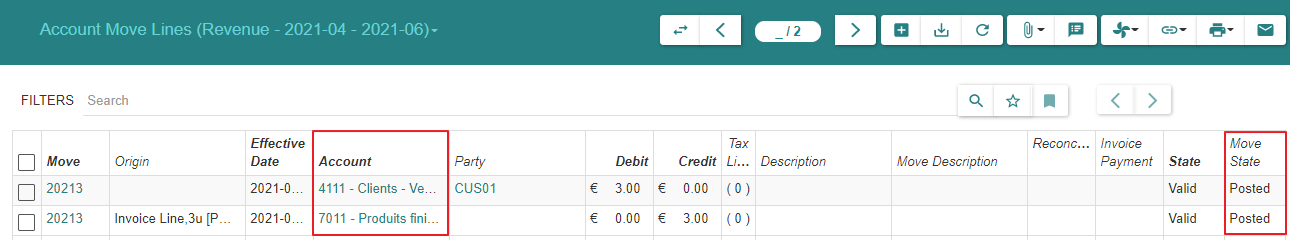 Account Move Lines (Revenue - 2021-04 - 2021-06)
_ / 2
FILTERS Search
Move Origin Effective Date Account Party Debit Credit Tax Li... Description Move Description Reconc... Invoice Payment State Move State
20213 2021-0... 4111 - Clients - Ve... CUS01 € 3.00 € 0.00 ( 0 ) Valid Posted
20213 Invoice Line,3u [P... 2021-0... 7011 - Produits fini... € 0.00 € 3.00 ( 0 ) Valid Posted